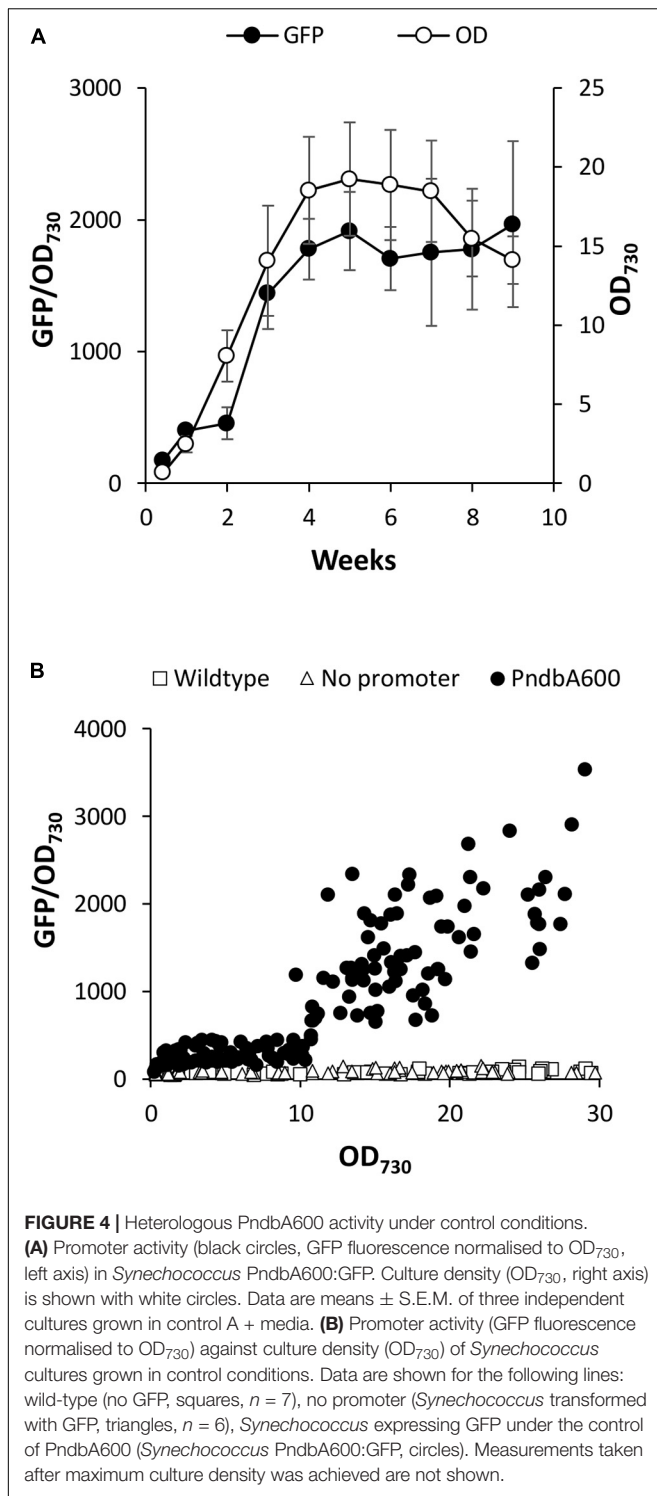 A
GFP OD
3000 25
20
2000 15
10
1000 5
0 0
GFP/OD730
OD730
0 2 4 6 8 10
Weeks
B
Wildtype No promoter PndbA600
4000
3000
2000
1000
0
GFP/OD730
0 10 20 30
OD730
FIGURE 4 | Heterologous PndbA600 activity under control conditions.
(A) Promoter activity (black circles, GFP fluorescence normalised to OD730,
left axis) in Synechococcus PndbA600:GFP. Culture density (OD730, right axis)
is shown with white circles. Data are means ± S.E.M. of three independent
cultures grown in control A + media. (B) Promoter activity (GFP fluorescence
normalised to OD730) against culture density (OD730) of Synechococcus
cultures grown in control conditions. Data are shown for the following lines:
wild-type (no GFP, squares, n = 7), no promoter (Synechococcus transformed
with GFP, triangles, n = 6), Synechococcus expressing GFP under the control
of PndbA600 (Synechococcus PndbA600:GFP, circles). Measurements taken
after maximum culture density was achieved are not shown.